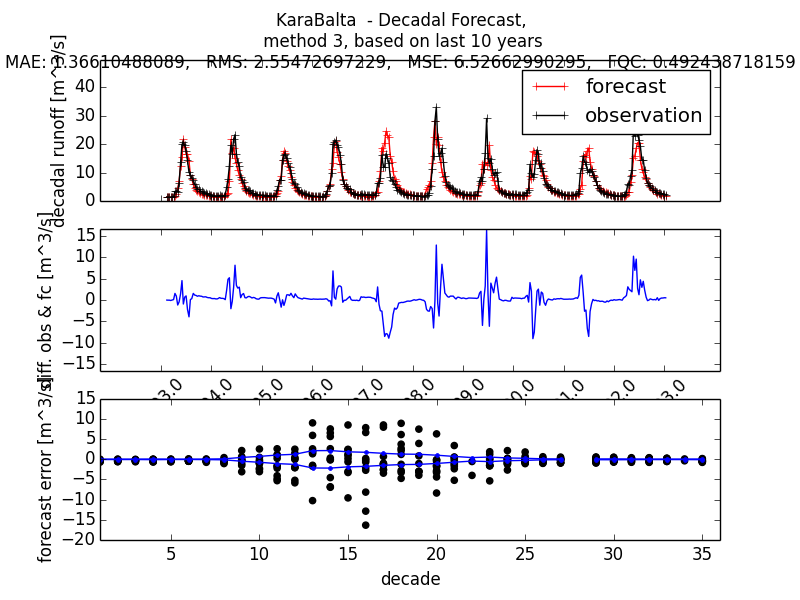 KaraBalta - Decadal Forecast,
method 3, based on last 10 years
RMS: 2.55472697229, MSE: 6.52662990295, FQC: 0.492438718159
decadal runoff [m^3/s]
40
30
20
10
0
forecast
observation
diff. obs & fc [m^3/s]
15
10
5
0
−5
−10
−15
forecast error [m^3/s]
15
10
5
0
−5
−10
−15
−20
5 10 15 20 25 30 35
decade